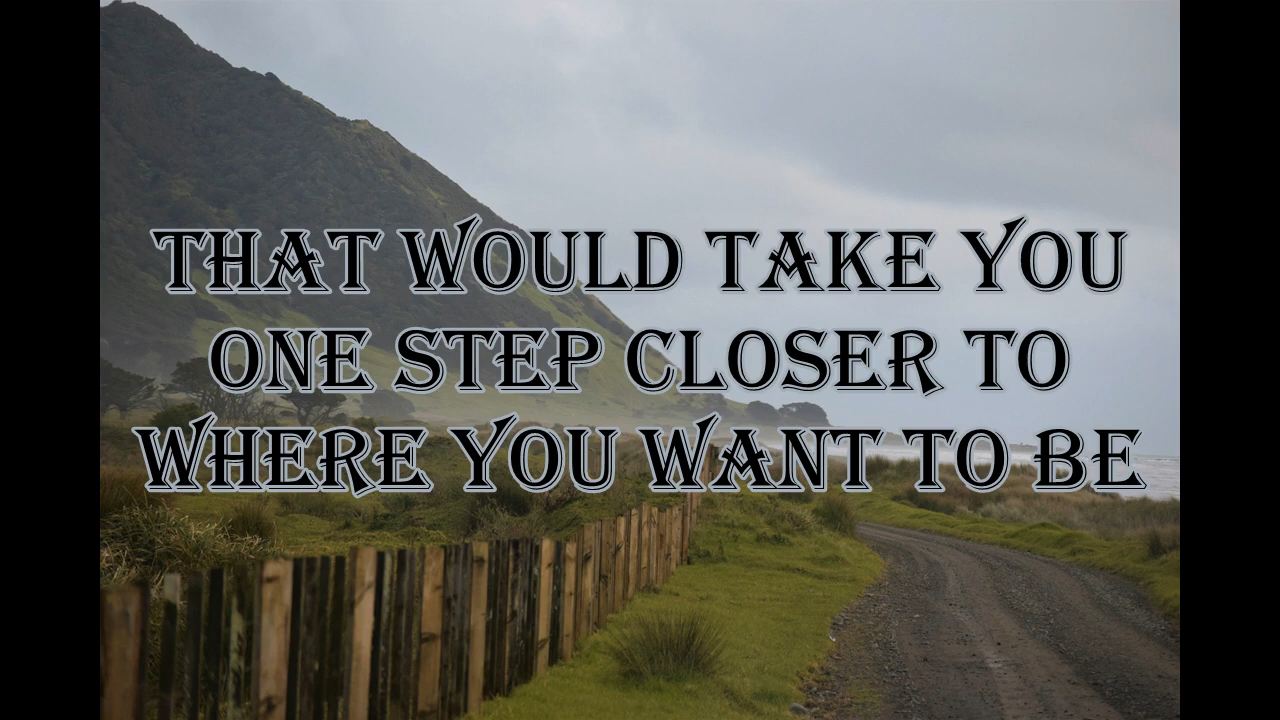 THAT WOULD TAKE YOU
ONE STEP CLOSER TO
WHERE YOU WANT TO BE